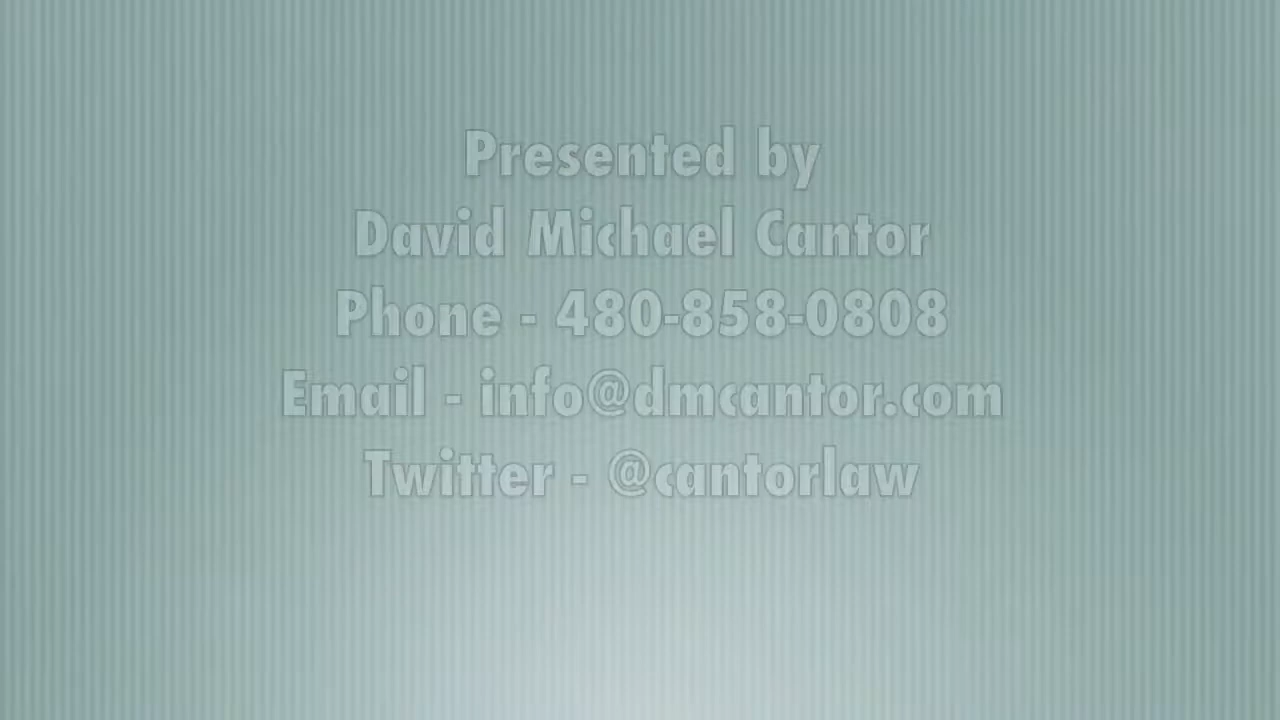 Presented by
David Michael Cantor
Phone - 480-858-0808
Email - info@dmcantor.com
Twitter - @cantorlaw